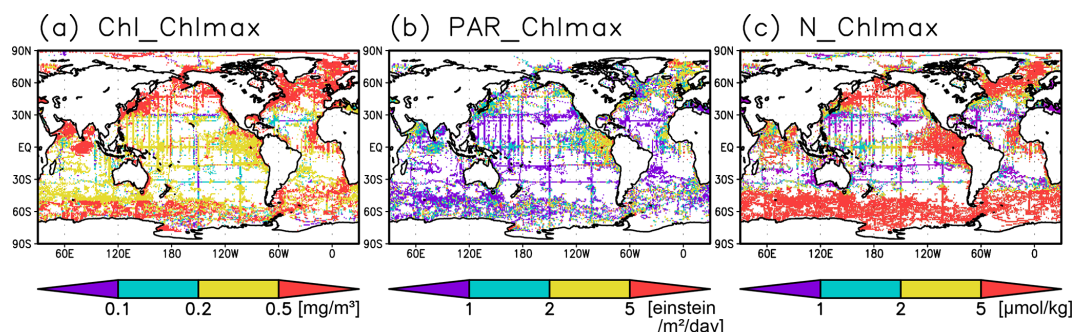 (a) Chl_Chlmax
90N
60N
30N
EQ
30S
60S
90S
60E
120E
180
120W
60W
0
0.1
0.2
0.5
[mg/m³]
(b) PAR_Chlmax
90N
60N
30N
EQ
30S
60S
90S
60E
120E
180
120W
60W
0
1
2
5
[einstein
/m²/day]
(c) N_Chlmax
90N
60N
30N
EQ
30S
60S
90S
60E
120E
180
120W
60W
0
1
2
5
[µmol/kg]